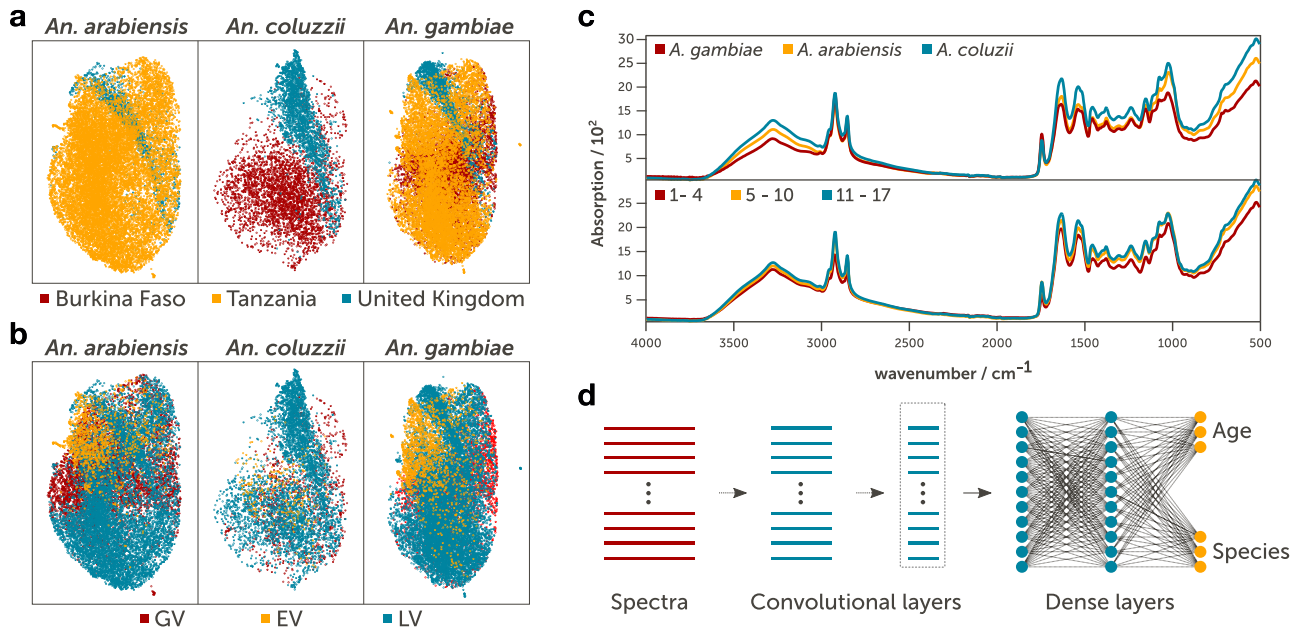 a
An. arabiensis An. coluzzii An. gambiae
Burkina Faso Tanzania United Kingdom
b
An. arabiensis An. coluzzii An. gambiae
GV EV LV
c
A. gambiae A. arabiensis A. coluzii
30
25
20
15
10
5
Absorption / 10²
1- 4 5 - 10 11 - 17
25
20
15
10
5
4000 3500 3000 2500 2000 1500 1000 500
wavenumber / cm⁻¹
d
Age
Species
Spectra Convolutional layers Dense layers